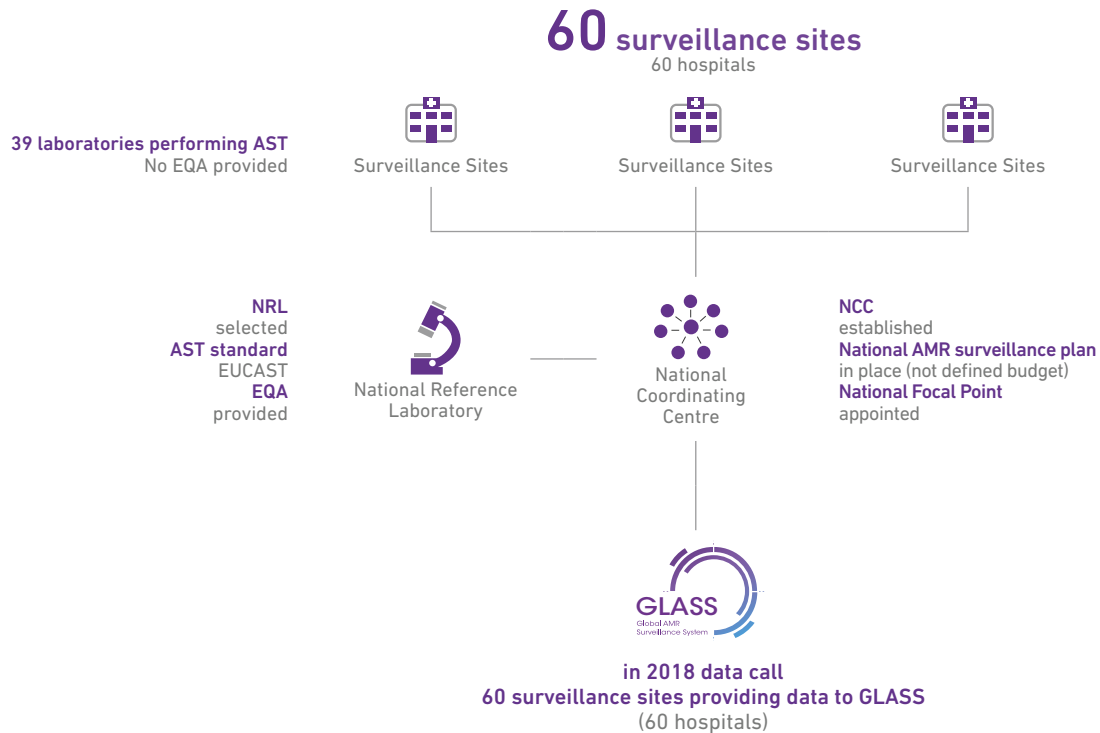 60 surveillance sites
60 hospitals
39 laboratories performing AST
No EQA provided
Surveillance Sites
Surveillance Sites
Surveillance Sites
NRL
selected
AST standard
EUCAST
EQA
provided
National Reference
Laboratory
National
Coordinating
Centre
NCC
established
National AMR surveillance plan
in place (not defined budget)
National Focal Point
appointed
GLASS
Global AMR
Surveillance System
in 2018 data call
60 surveillance sites providing data to GLASS
(60 hospitals)